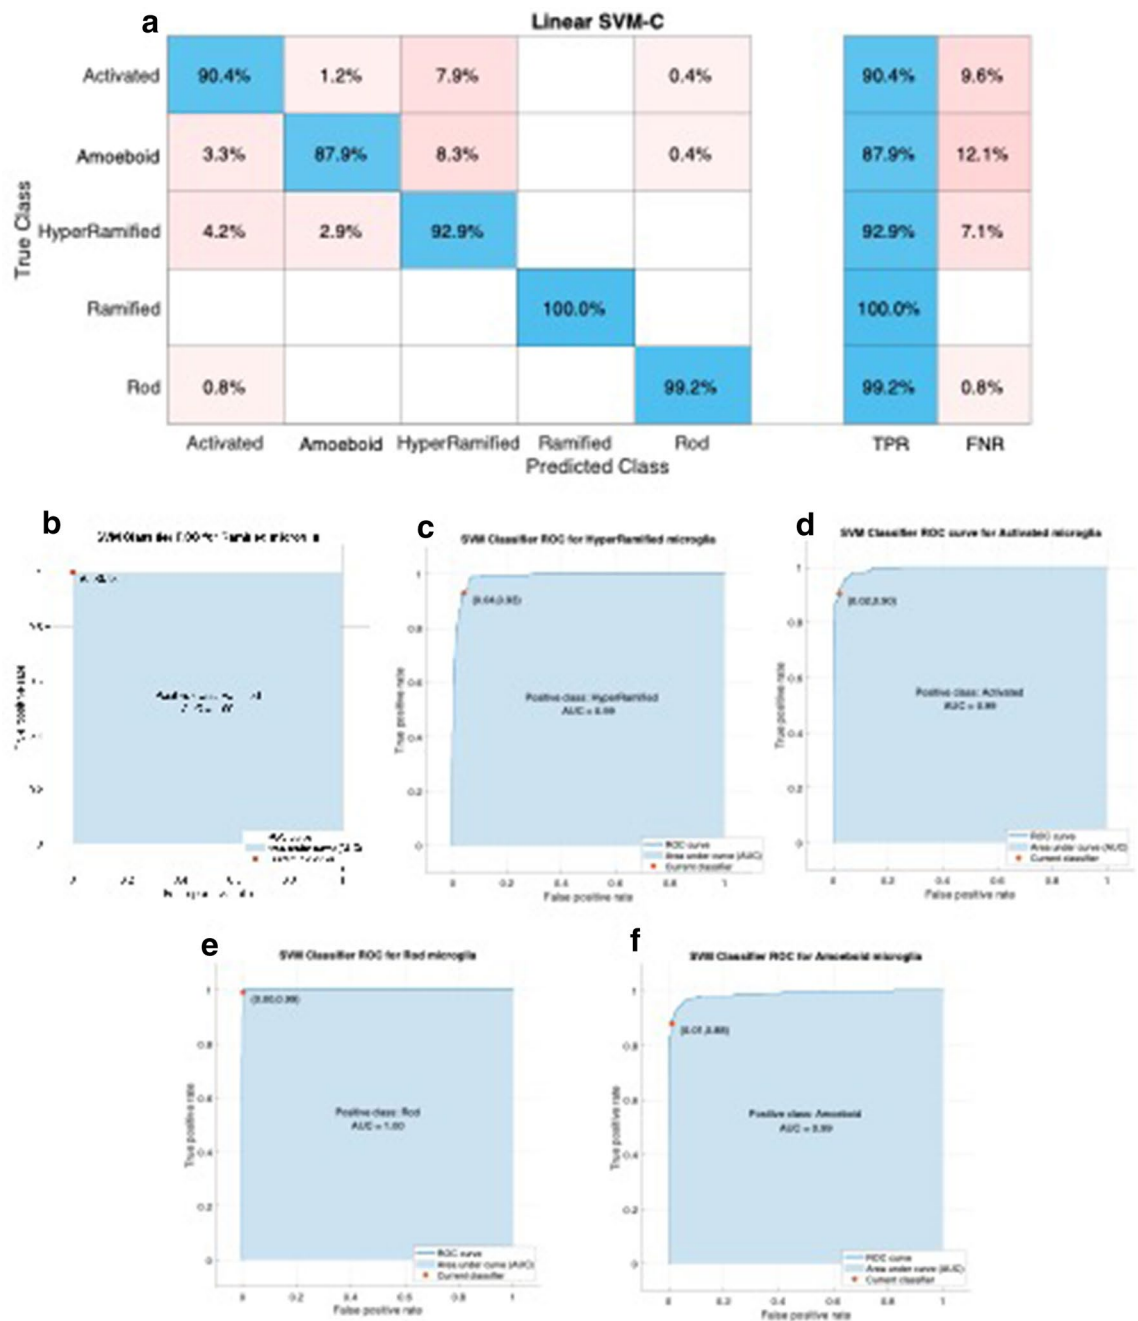 a
Linear SVM-C
Activated 90.4% 1.2% 7.9% 0.4% 90.4% 9.6%
Amoeboid 3.3% 87.9% 8.3% 0.4% 87.9% 12.1%
HyperRamified 4.2% 2.9% 92.9% 92.9% 7.1%
Ramified 100.0% 100.0%
Rod 0.8% 99.2% 99.2% 0.8%
True Class
Activated Amoeboid HyperRamified Ramified Rod TPR FNR
Predicted Class
b
c
SVM Classifier ROC for HyperRamified microglia
1
0.8
0.6
0.4
0.2
0
True positive rate
Positive class: HyperRamified
AUC = 0.99
ROC curve
Area under curve (AUC)
Current classifier
0 0.2 0.4 0.6 0.8 1
False positive rate
d
SVM Classifier ROC curve for Activated microglia
1
0.8
0.6
0.4
0.2
0
True positive rate
(0.02,0.90)
Positive class: Activated
AUC = 0.99
ROC curve
Area under curve (AUC)
Current classifier
0 0.2 0.4 0.6 0.8 1
False positive rate
e
SVM Classifier ROC for Rod microglia
1
0.8
0.6
0.4
0.2
0
True positive rate
(0.00,0.99)
Positive class: Rod
AUC = 1.00
ROC curve
Area under curve (AUC)
Current classifier
0 0.2 0.4 0.6 0.8 1
False positive rate
f
SVM Classifier ROC for Amoeboid microglia
1
0.8
0.6
0.4
0.2
0
True positive rate
(0.01,0.88)
Positive class: Amoeboid
AUC = 0.99
ROC curve
Area under curve (AUC)
Current classifier
0 0.2 0.4 0.6 0.8 1
False positive rate